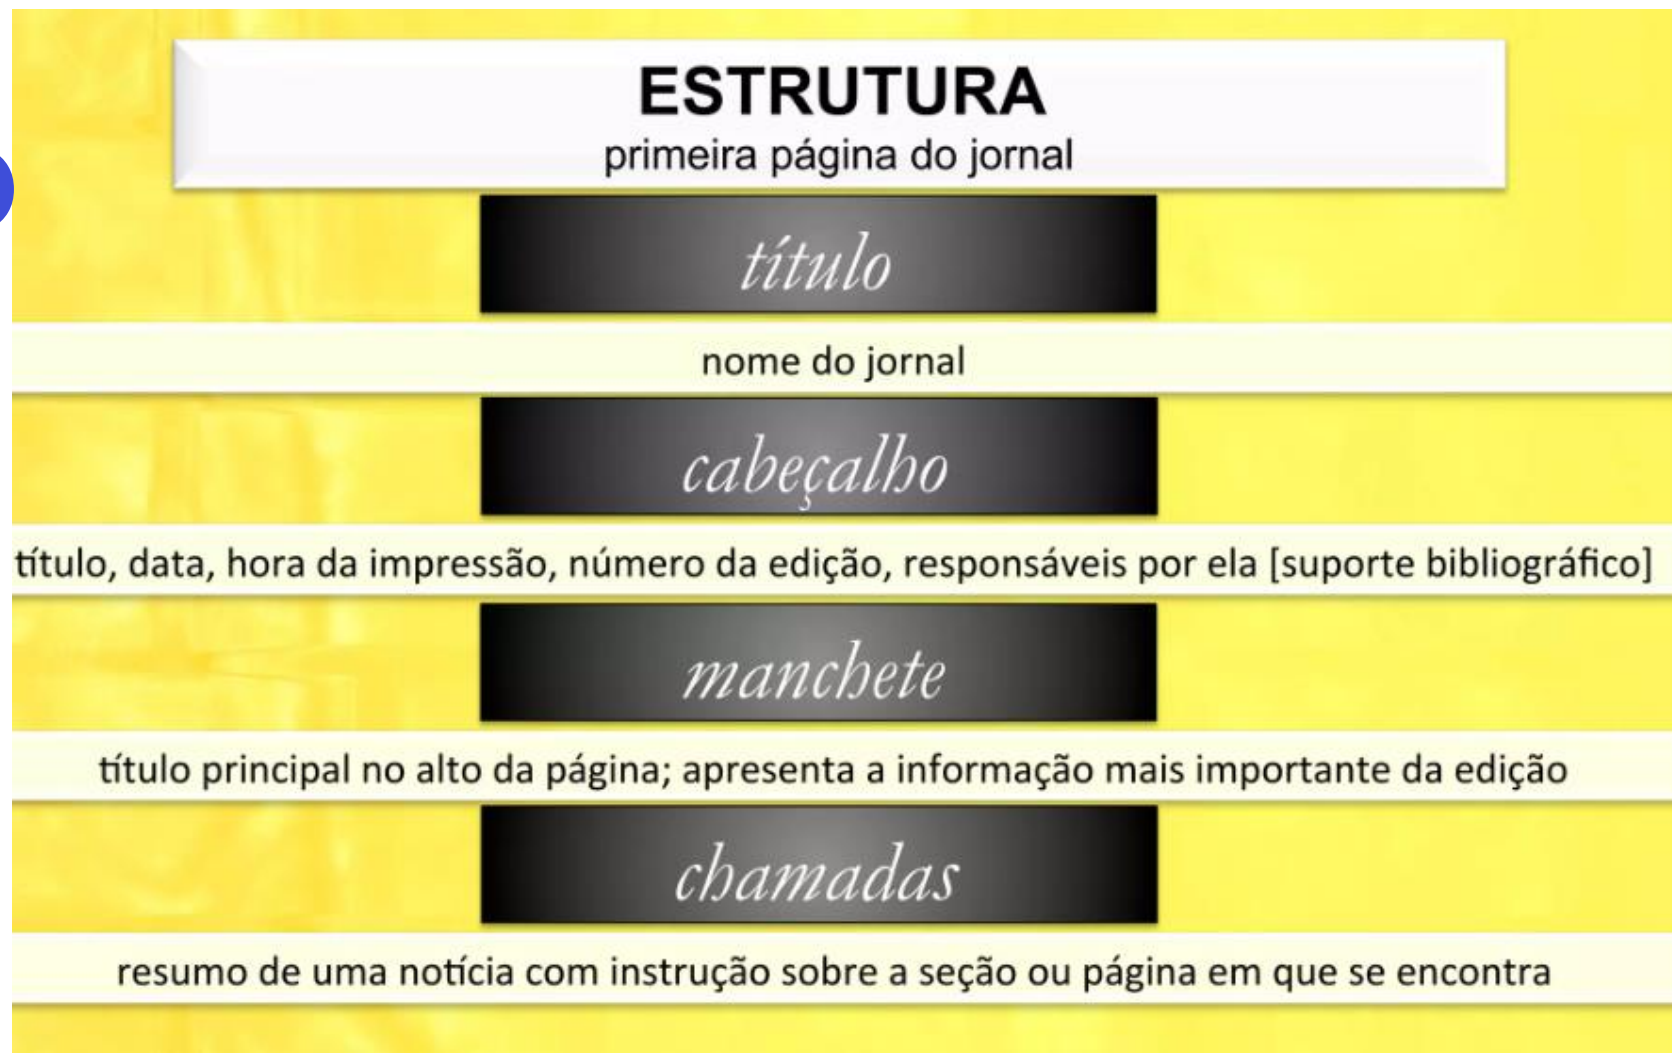 ESTRUTURA
primeira página do jornal
título
nome do jornal
cabeçalho
título, data, hora da impressão, número da edição, responsáveis por ela [suporte bibliográfico]
manchete
título principal no alto da página; apresenta a informação mais importante da edição
chamadas
resumo de uma notícia com instrução sobre a seção ou página em que se encontra